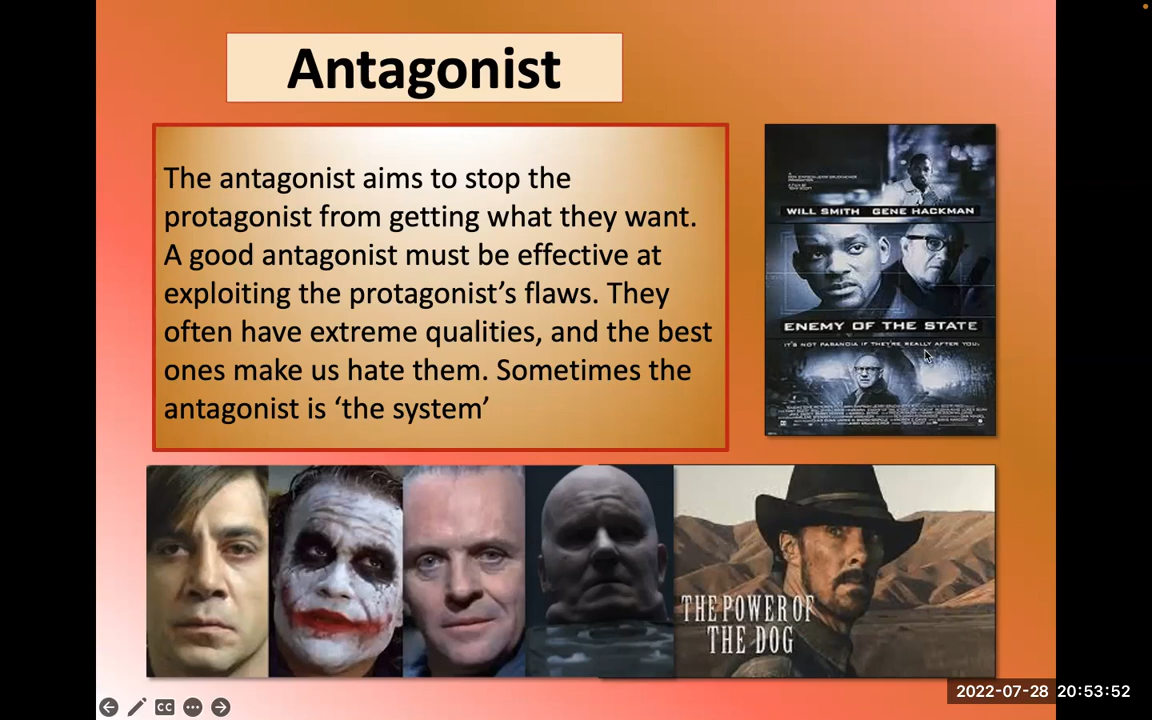 Antagonist
The antagonist aims to stop the
protagonist from getting what they want.
A good antagonist must be effective at
exploiting the protagonist’s flaws. They
often have extreme qualities, and the best
ones make us hate them. Sometimes the
antagonist is ‘the system’
WILL SMITH GENE HACKMAN
ENEMY OF THE STATE
IT'S NOT PARANOIA IF THEY'RE REALLY AFTER YOU.
THE POWER OF
THE DOG
CC
2022-07-28 20:53:52